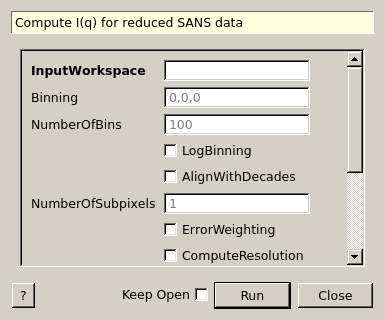 Compute I(q) for reduced SANS data
InputWorkspace
Binning 0,0,0
NumberOfBins 100
LogBinning
AlignWithDecades
NumberOfSubpixels 1
ErrorWeighting
ComputeResolution
? Keep Open Run Close